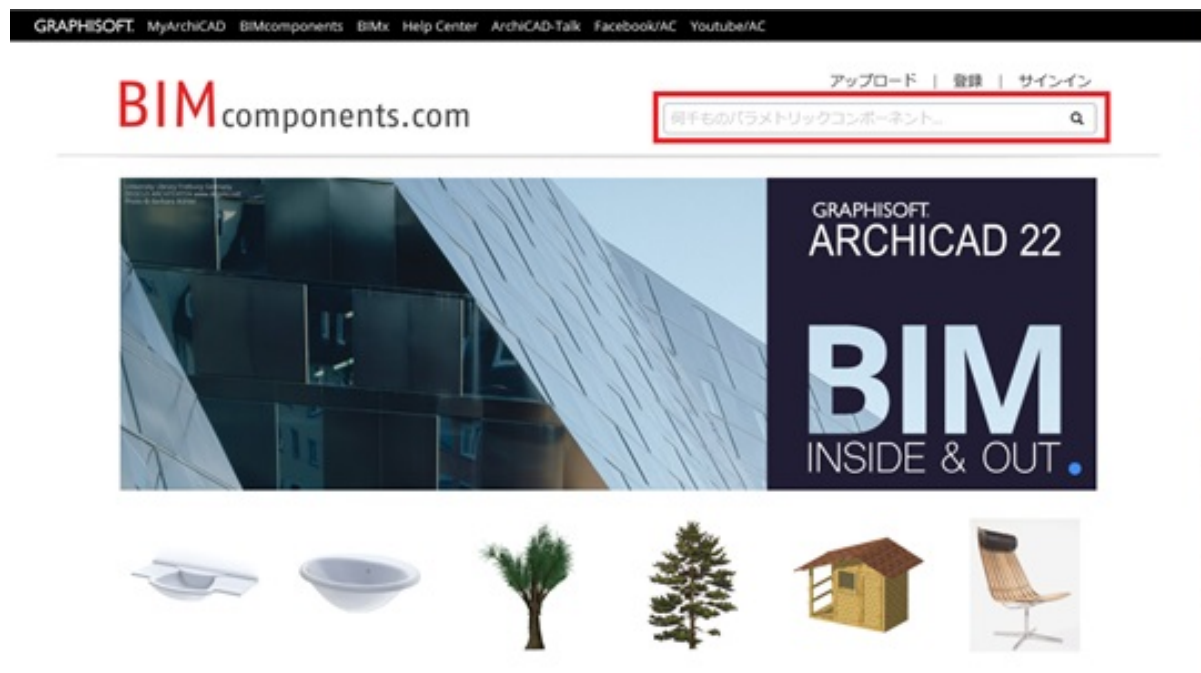 GRAPHISOFT. MyArchiCAD BIMcomponents BIMx Help Center ArchiCAD-Talk Facebook/AC Youtube/AC
アップロード | 登録 | サインイン
BIMcomponents.com
何千ものパラメトリックコンポーネント...
GRAPHISOFT.
ARCHICAD 22
BIM
INSIDE & OUT.